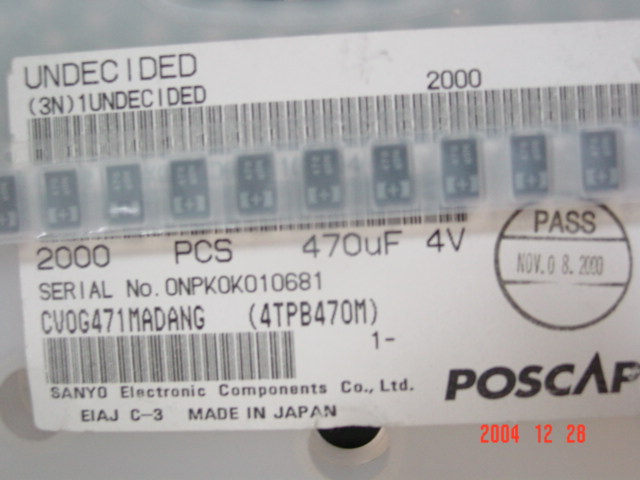 UNDECIDED
2000
(3N)1UNDECIDED
2000 PCS 470uF 4V
PASS
NOV. 0 8. 2000
SERIAL No. 0NPK0K010681
CV0G471MADANG (4TPB470M)
1-
SANYO Electronic Components Co., Ltd.
POSCAP
EIAJ C-3 MADE IN JAPAN
2004 12 28